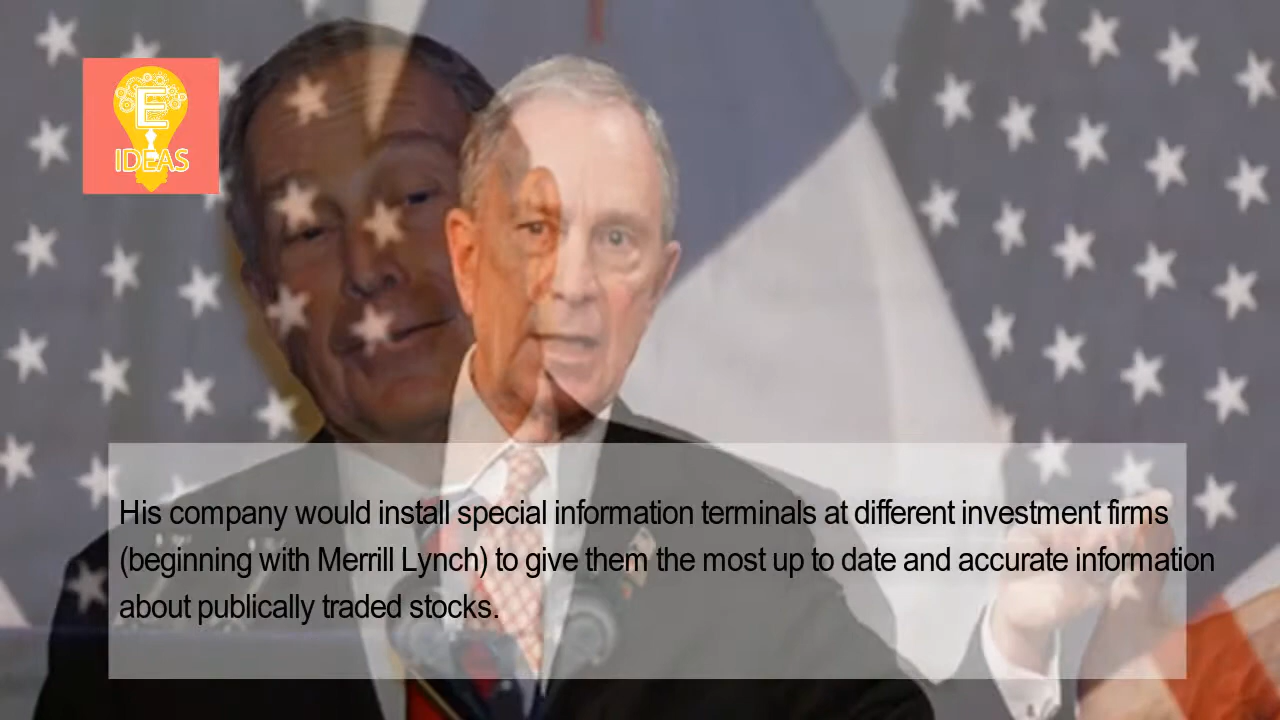 E
IDEAS
His company would install special information terminals at different investment firms
(beginning with Merrill Lynch) to give them the most up to date and accurate information
about publically traded stocks.